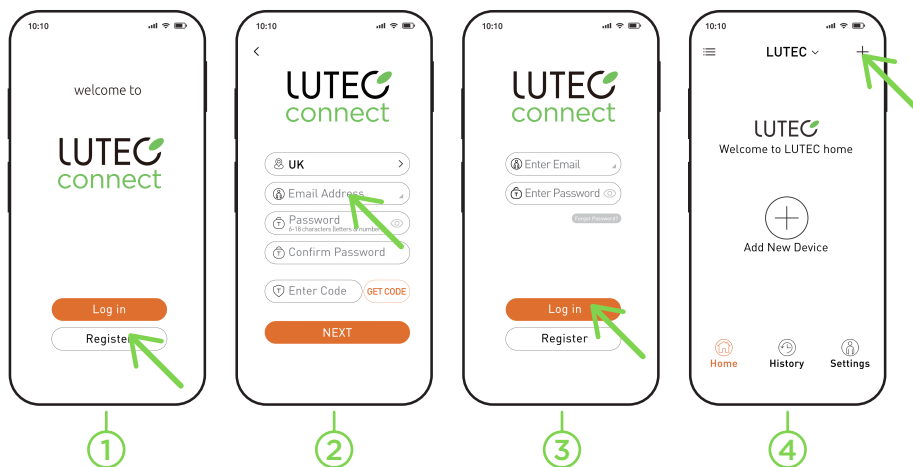 10:10
welcome to
LUTEC
connect
Log in
Register
1
10:10
LUTEC
connect
UK
Email Address
Password
6-18 characters (letters & number
Confirm Password
Enter Code GET CODE
NEXT
2
10:10
LUTEC
connect
Enter Email
Enter Password
Forgot Password?
Log in
Register
3
10:10
LUTEC
LUTEC
Welcome to LUTEC home
Add New Device
Home History Settings
4